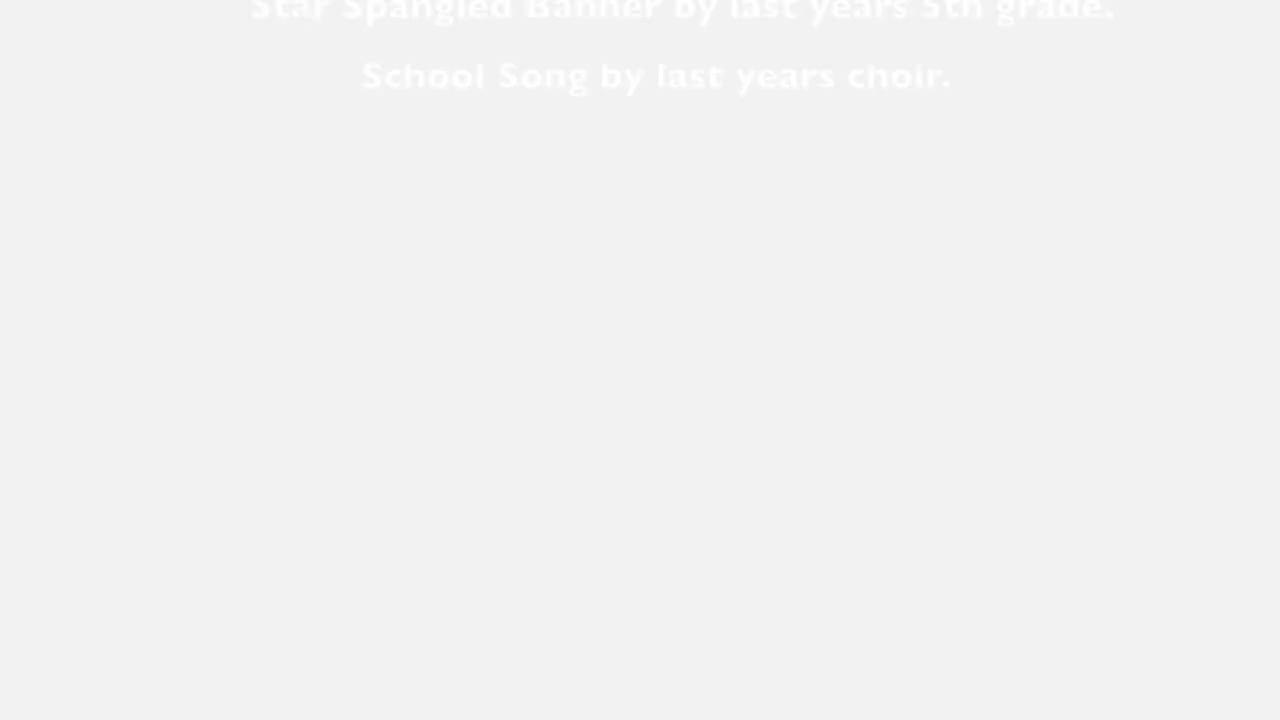 Star Spangled Banner by last years 5th grade.
School Song by last years choir.